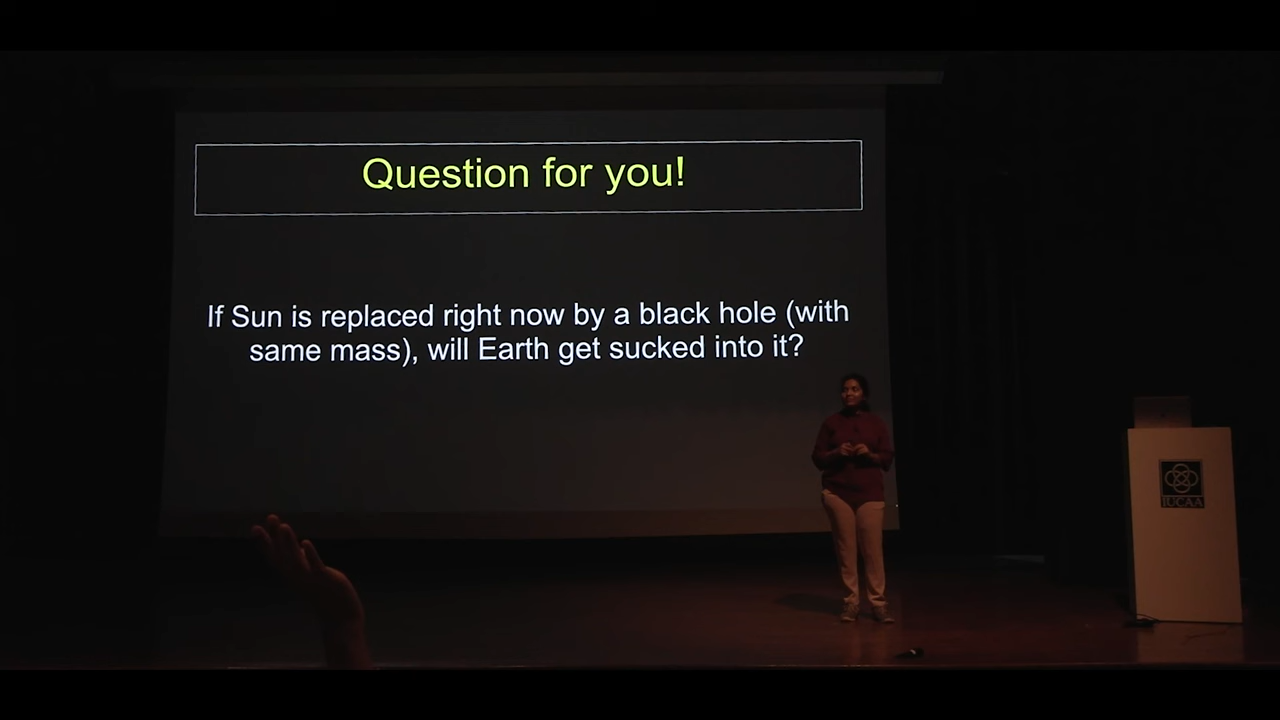 Question for you!
If Sun is replaced right now by a black hole (with
same mass), will Earth get sucked into it?
IUCAA